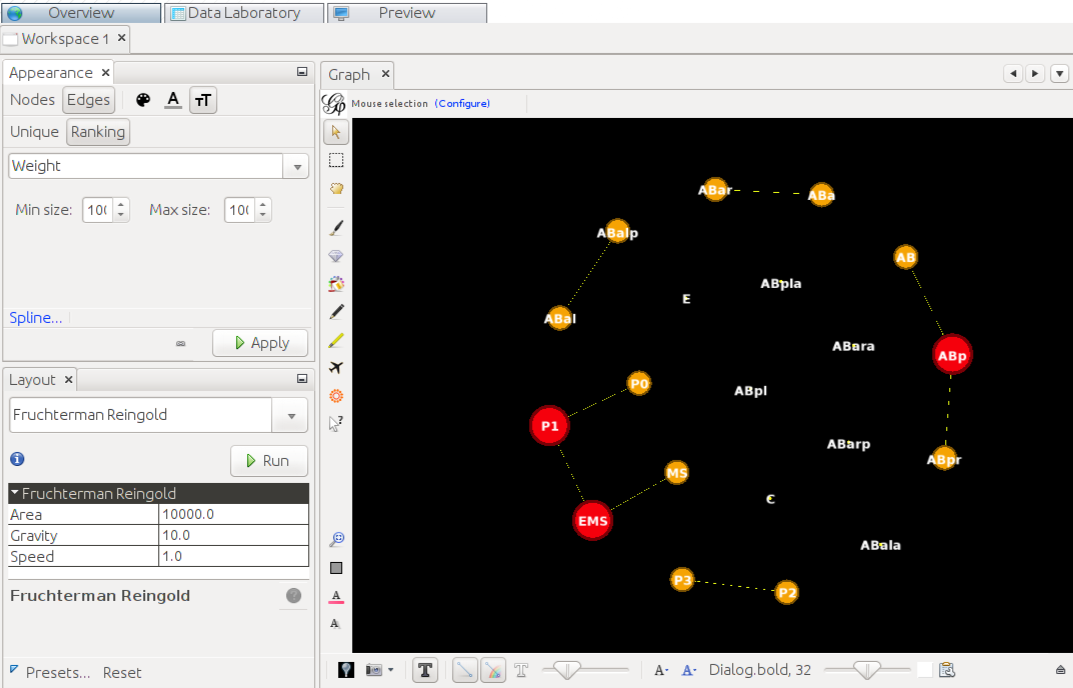 Overview Data Laboratory Preview
Workspace 1 ×
Appearance ×
Nodes Edges A TT
Unique Ranking
Weight
Min size: 100 Max size: 100
Spline...
Apply
Layout ×
Fruchterman Reingold
Run
Fruchterman Reingold
Area 10000.0
Gravity 10.0
Speed 1.0
Fruchterman Reingold
?
Presets... Reset
Graph ×
Mouse selection (Configure)
ABar ABa
ABalp
AB
ABpla
E
ABal
ABara
ABp
P0
ABpl
P1
ABarp
ABpr
MS
C
EMS
ABala
P3
P2
T T A- A- Dialog.bold, 32